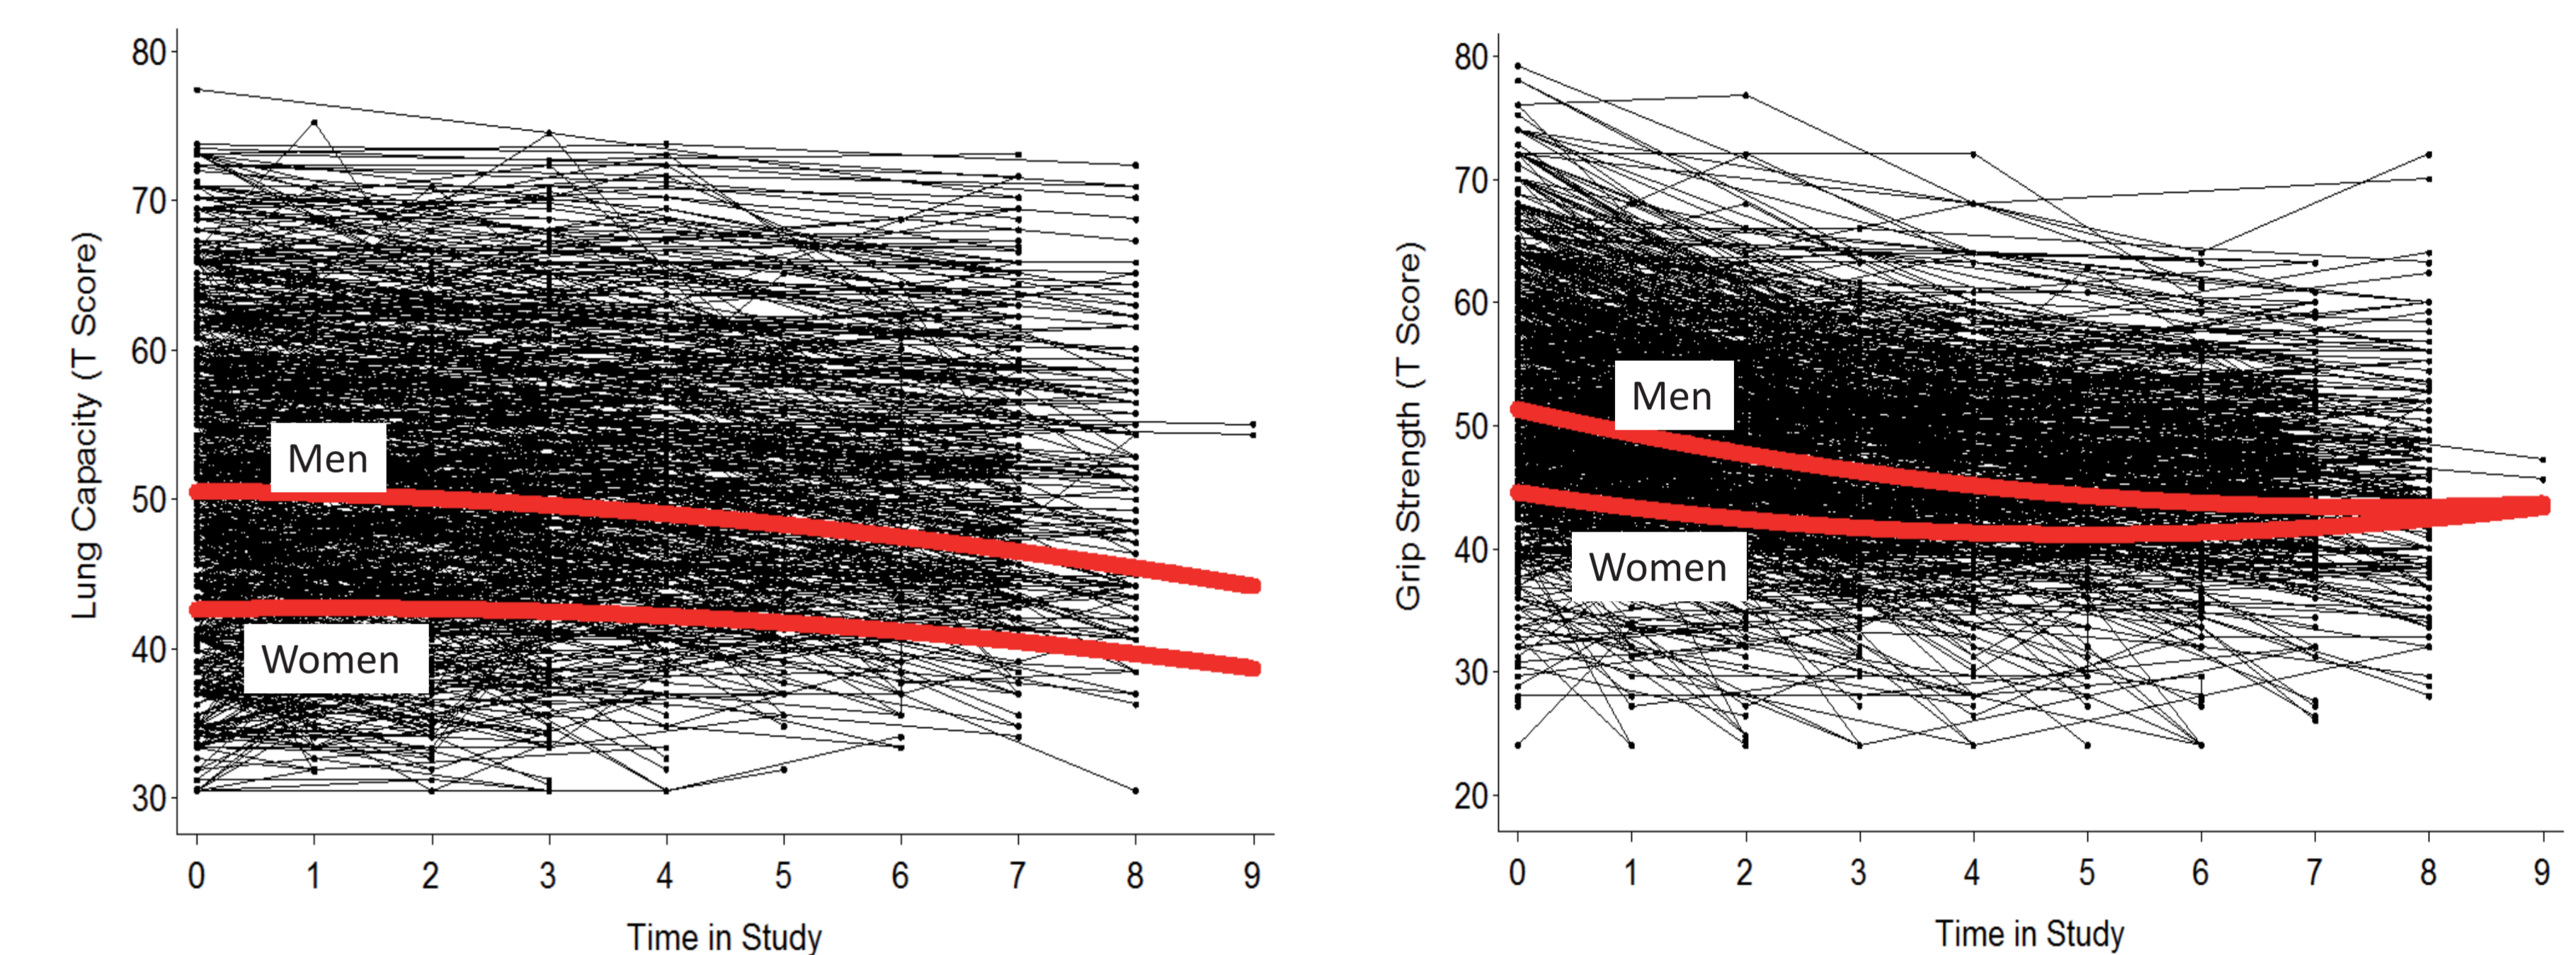 80
70
60
50
40
30
Lung Capacity (T Score)
Men
Women
0 1 2 3 4 5 6 7 8 9
Time in Study
80
70
60
50
40
30
20
Grip Strength (T Score)
Men
Women
0 1 2 3 4 5 6 7 8 9
Time in Study